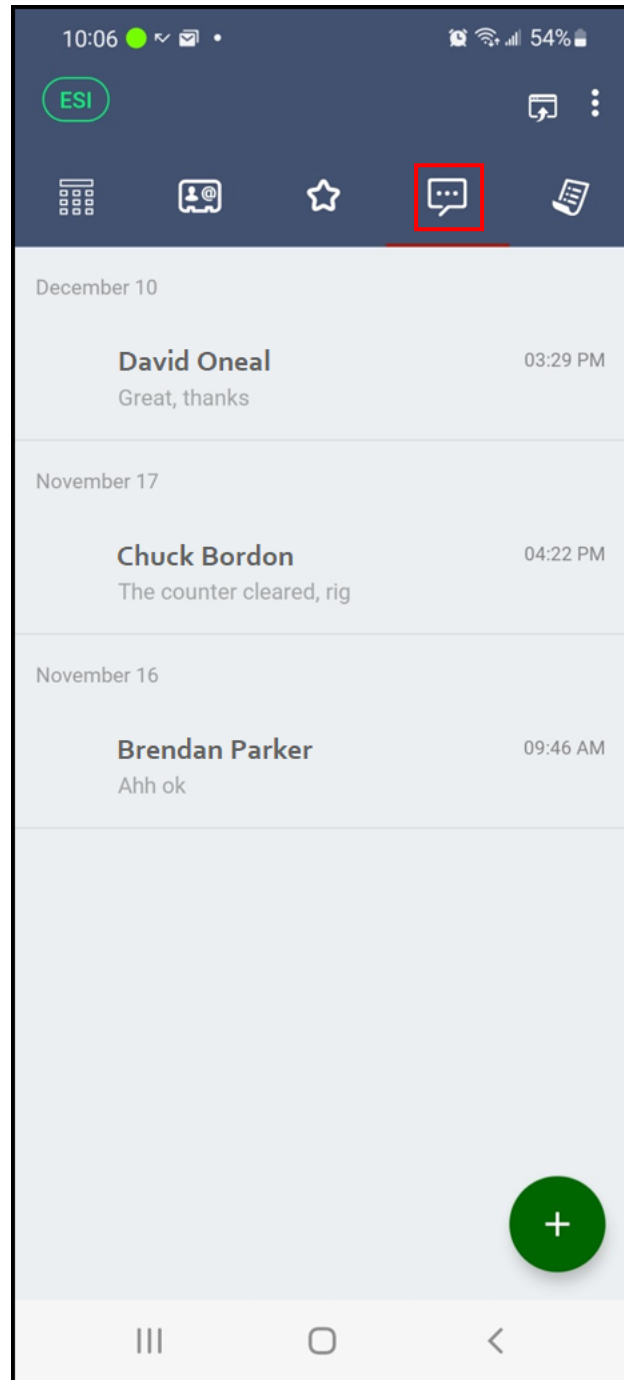 10:06 54%
ESI
December 10
David Oneal 03:29 PM
Great, thanks
November 17
Chuck Bordon 04:22 PM
The counter cleared, rig
November 16
Brendan Parker 09:46 AM
Ahh ok
+